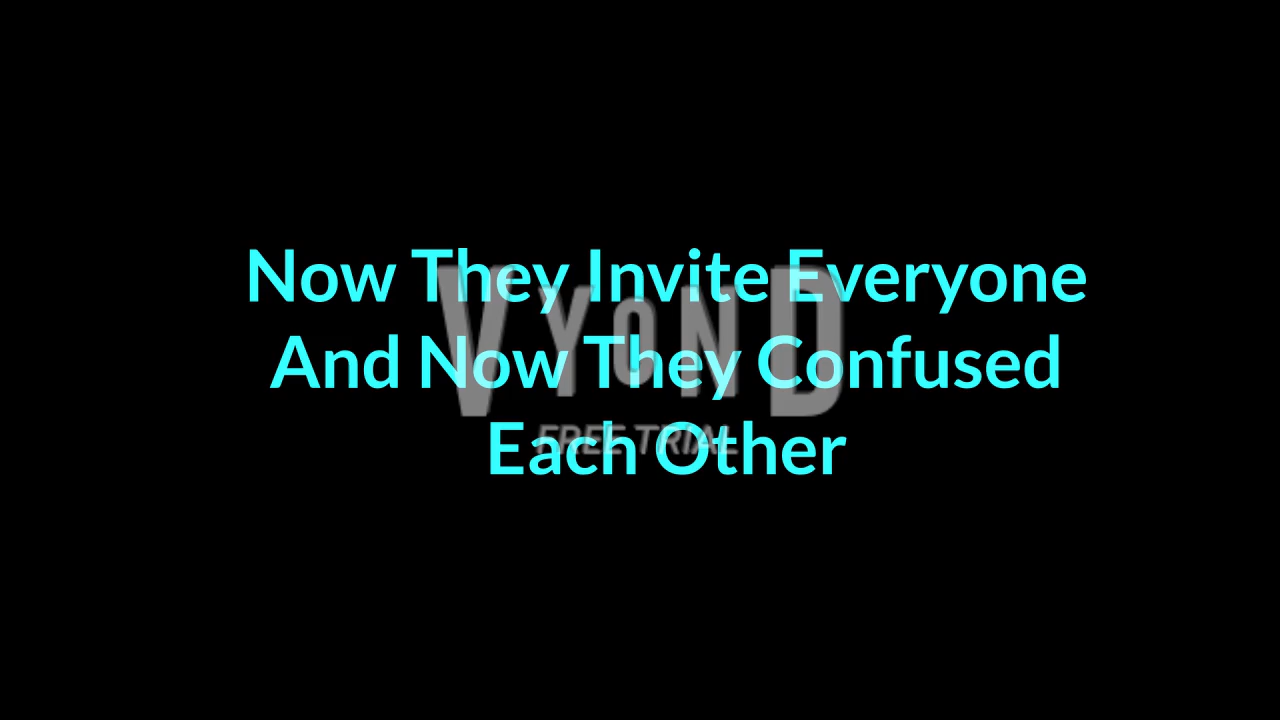 Now They Invite Everyone
And Now They Confused
Each Other
VYOND
FREE TRIAL